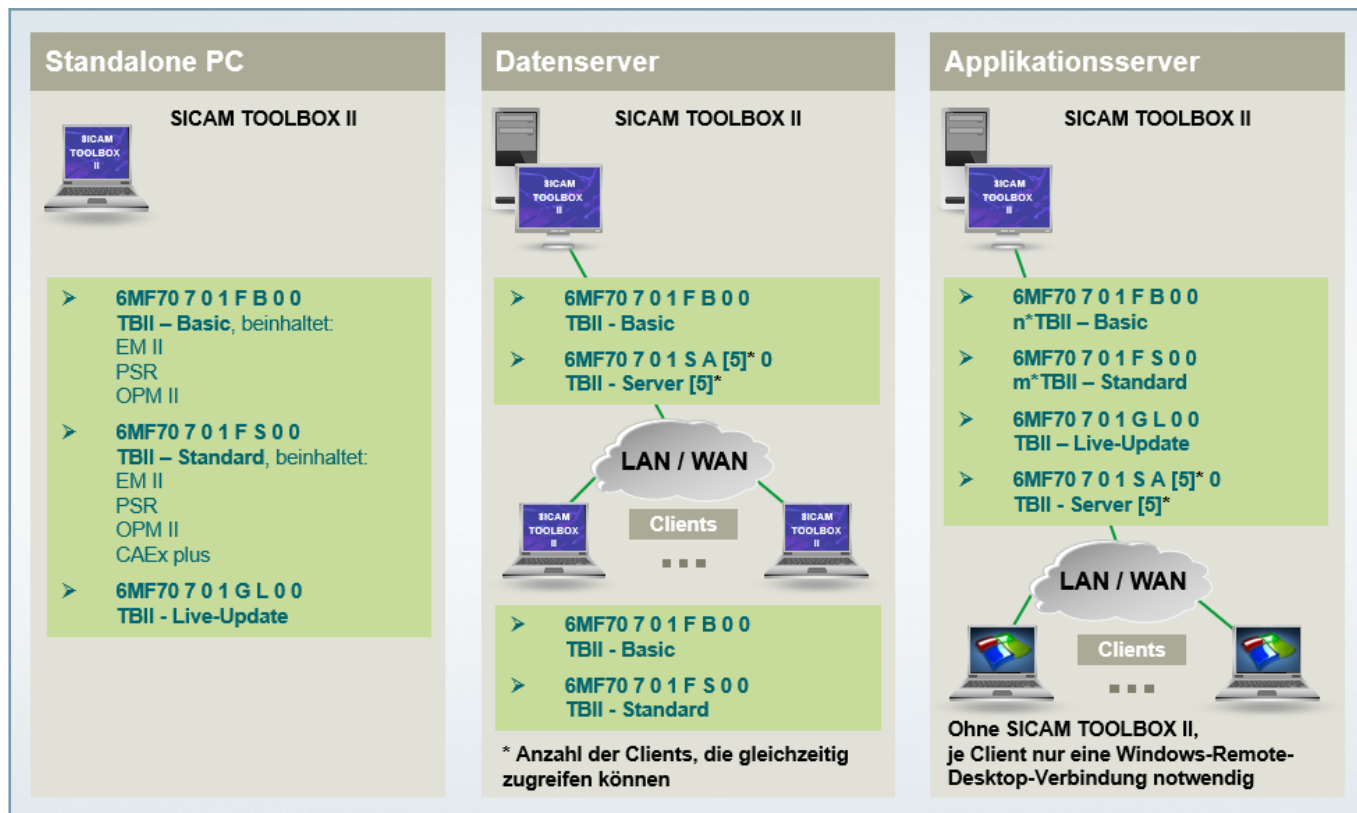 Standalone PC
SICAM TOOLBOX II
SICAM
TOOLBOX
II
➢ 6MF70 7 0 1 F B 0 0
TBII – Basic, beinhaltet:
EM II
PSR
OPM II
➢ 6MF70 7 0 1 F S 0 0
TBII – Standard, beinhaltet:
EM II
PSR
OPM II
CAEx plus
➢ 6MF70 7 0 1 G L 0 0
TBII - Live-Update
Datenserver
SICAM TOOLBOX II
SICAM
TOOLBOX
II
➢ 6MF70 7 0 1 F B 0 0
TBII - Basic
➢ 6MF70 7 0 1 S A [5]* 0
TBII - Server [5]*
LAN / WAN
SICAM
TOOLBOX
II
Clients
SICAM
TOOLBOX
II
➢ 6MF70 7 0 1 F B 0 0
TBII - Basic
➢ 6MF70 7 0 1 F S 0 0
TBII - Standard
* Anzahl der Clients, die gleichzeitig
zugreifen können
Applikationsserver
SICAM TOOLBOX II
SICAM
TOOLBOX
II
➢ 6MF70 7 0 1 F B 0 0
n*TBII – Basic
➢ 6MF70 7 0 1 F S 0 0
m*TBII – Standard
➢ 6MF70 7 0 1 G L 0 0
TBII – Live-Update
➢ 6MF70 7 0 1 S A [5]* 0
TBII - Server [5]*
LAN / WAN
Clients
Ohne SICAM TOOLBOX II,
je Client nur eine Windows-Remote-
Desktop-Verbindung notwendig